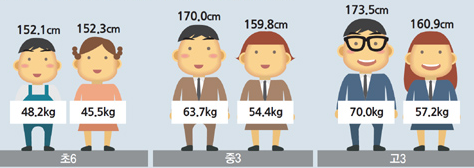 152.1cm 152.3cm
48.2kg 45.5kg
초6
170.0cm 159.8cm
63.7kg 54.4kg
중3
173.5cm 160.9cm
70.0kg 57.2kg
고3